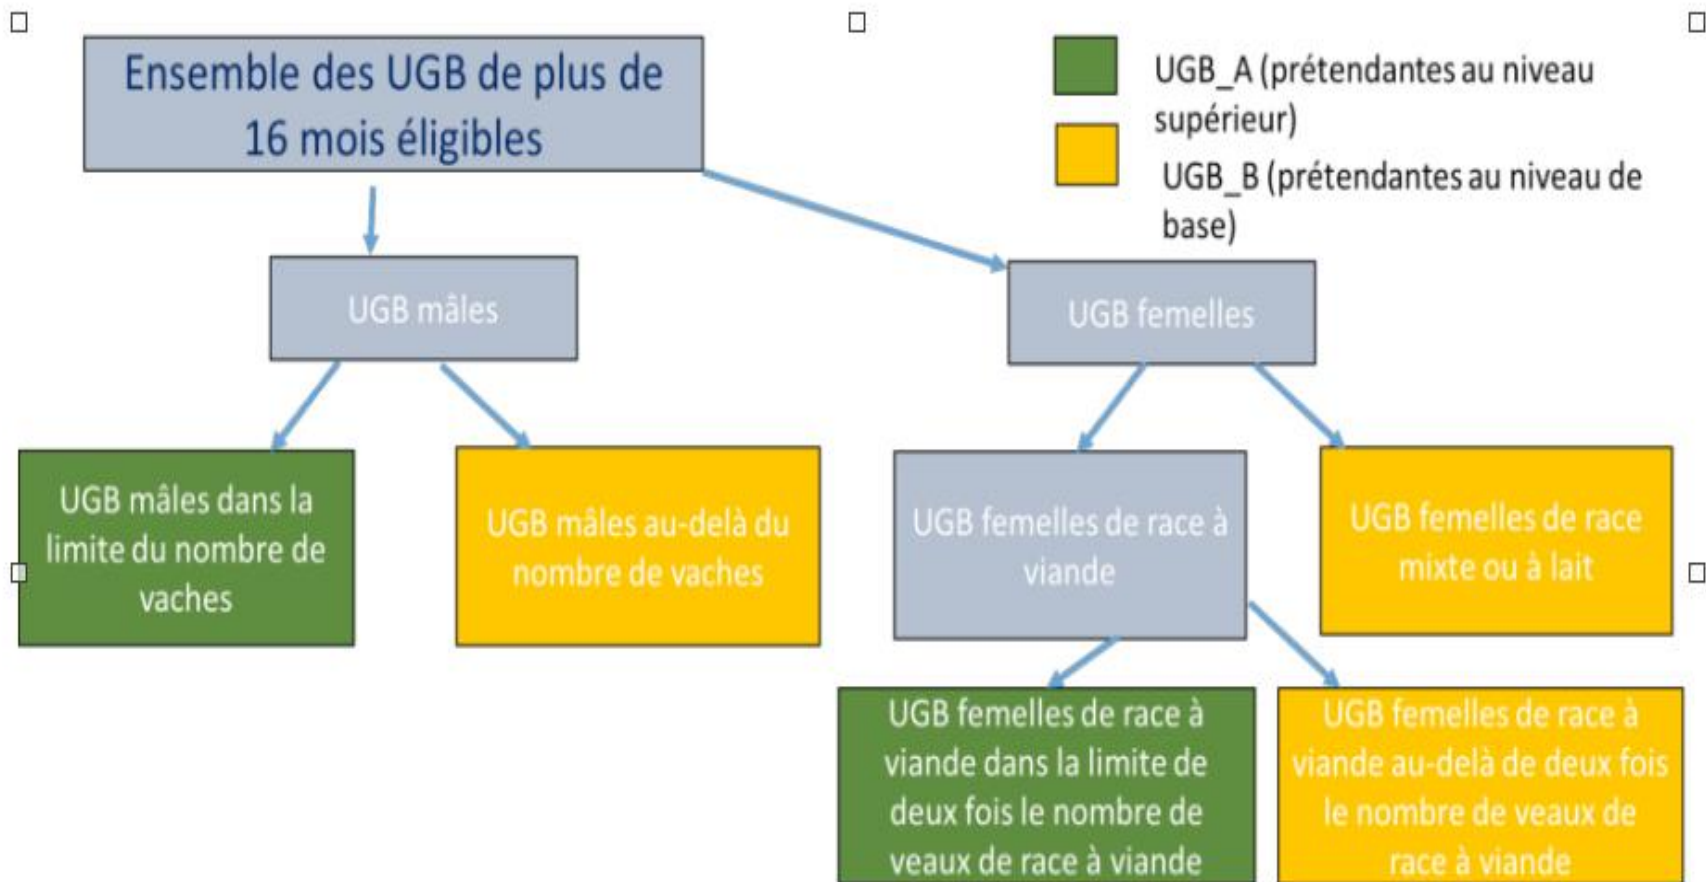 Ensemble des UGB de plus de
16 mois éligibles
UGB_A (prétendantes au niveau
supérieur)
UGB_B (prétendantes au niveau de
base)
UGB mâles
UGB femelles
UGB mâles dans la
limite du nombre de
vaches
UGB mâles au-delà du
nombre de vaches
UGB femelles de race à
viande
UGB femelles de race
mixte ou à lait
UGB femelles de race à
viande dans la limite de
deux fois le nombre de
veaux de race à viande
UGB femelles de race à
viande au-delà de deux fois
le nombre de veaux de
race à viande